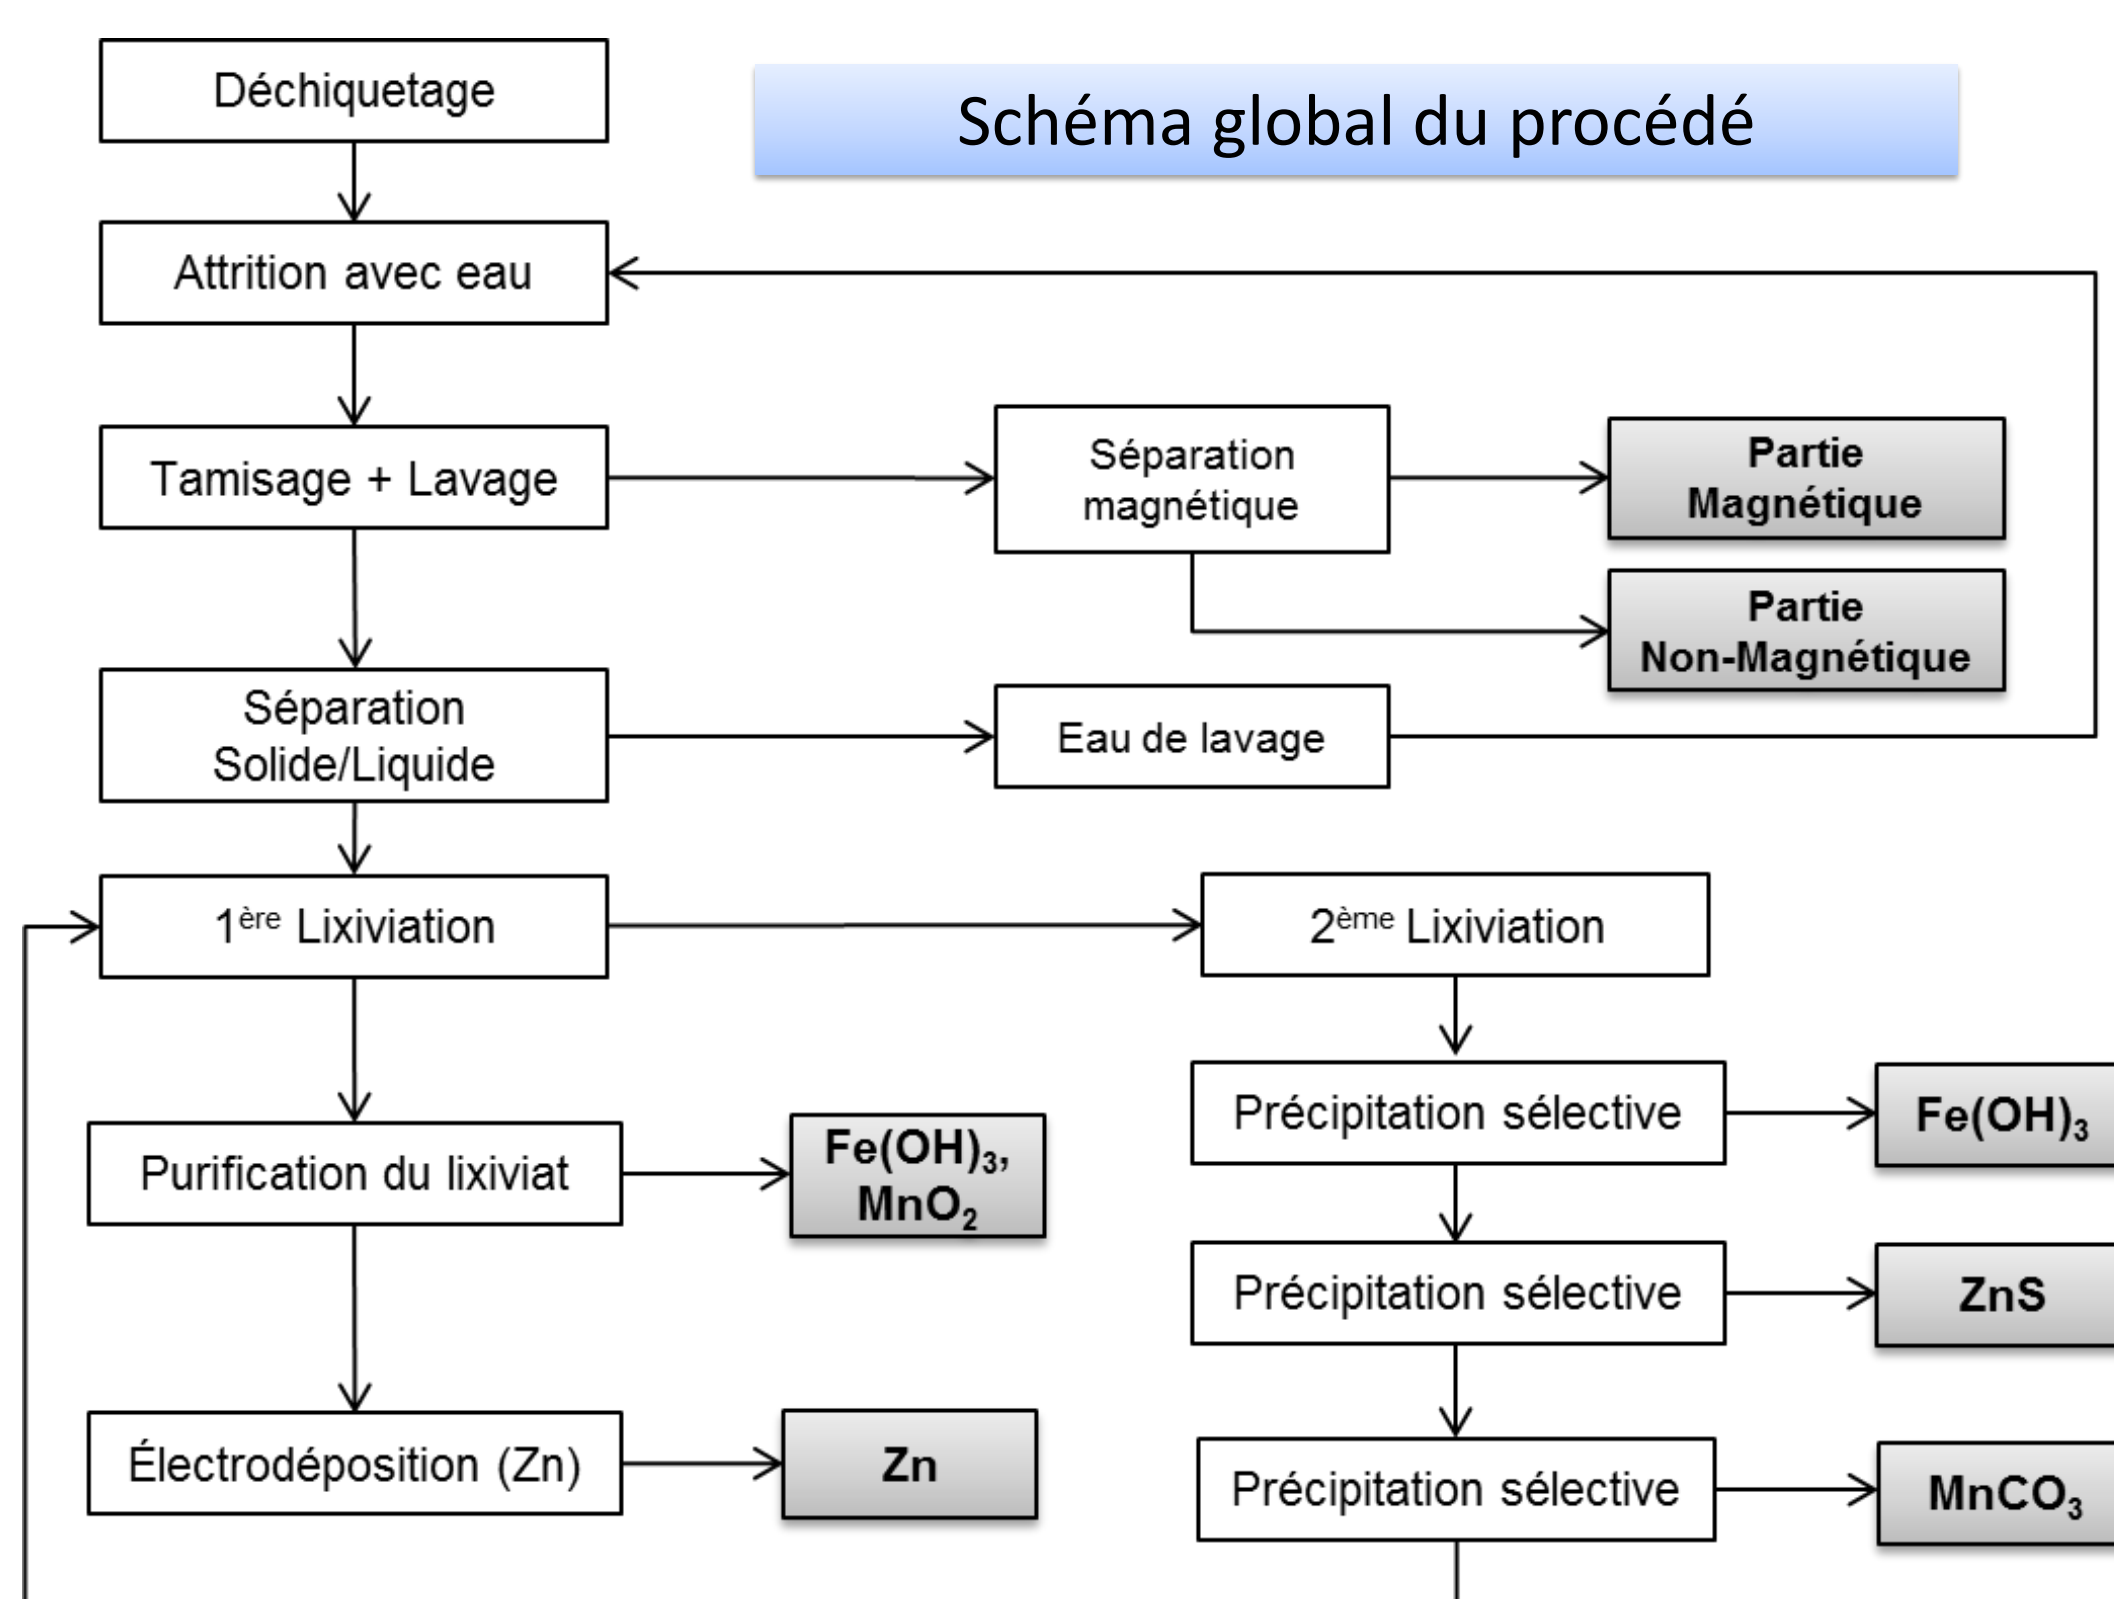 Déchiquetage
Schéma global du procédé
Attrition avec eau
Tamisage + Lavage
Séparation
magnétique
Partie
Magnétique
Partie
Non-Magnétique
Séparation
Solide/Liquide
Eau de lavage
1ère Lixiviation
2ème Lixiviation
Purification du lixiviat
Fe(OH)₃,
MnO₂
Précipitation sélective
Fe(OH)₃
Précipitation sélective
ZnS
Électrodéposition (Zn)
Zn
Précipitation sélective
MnCO₃